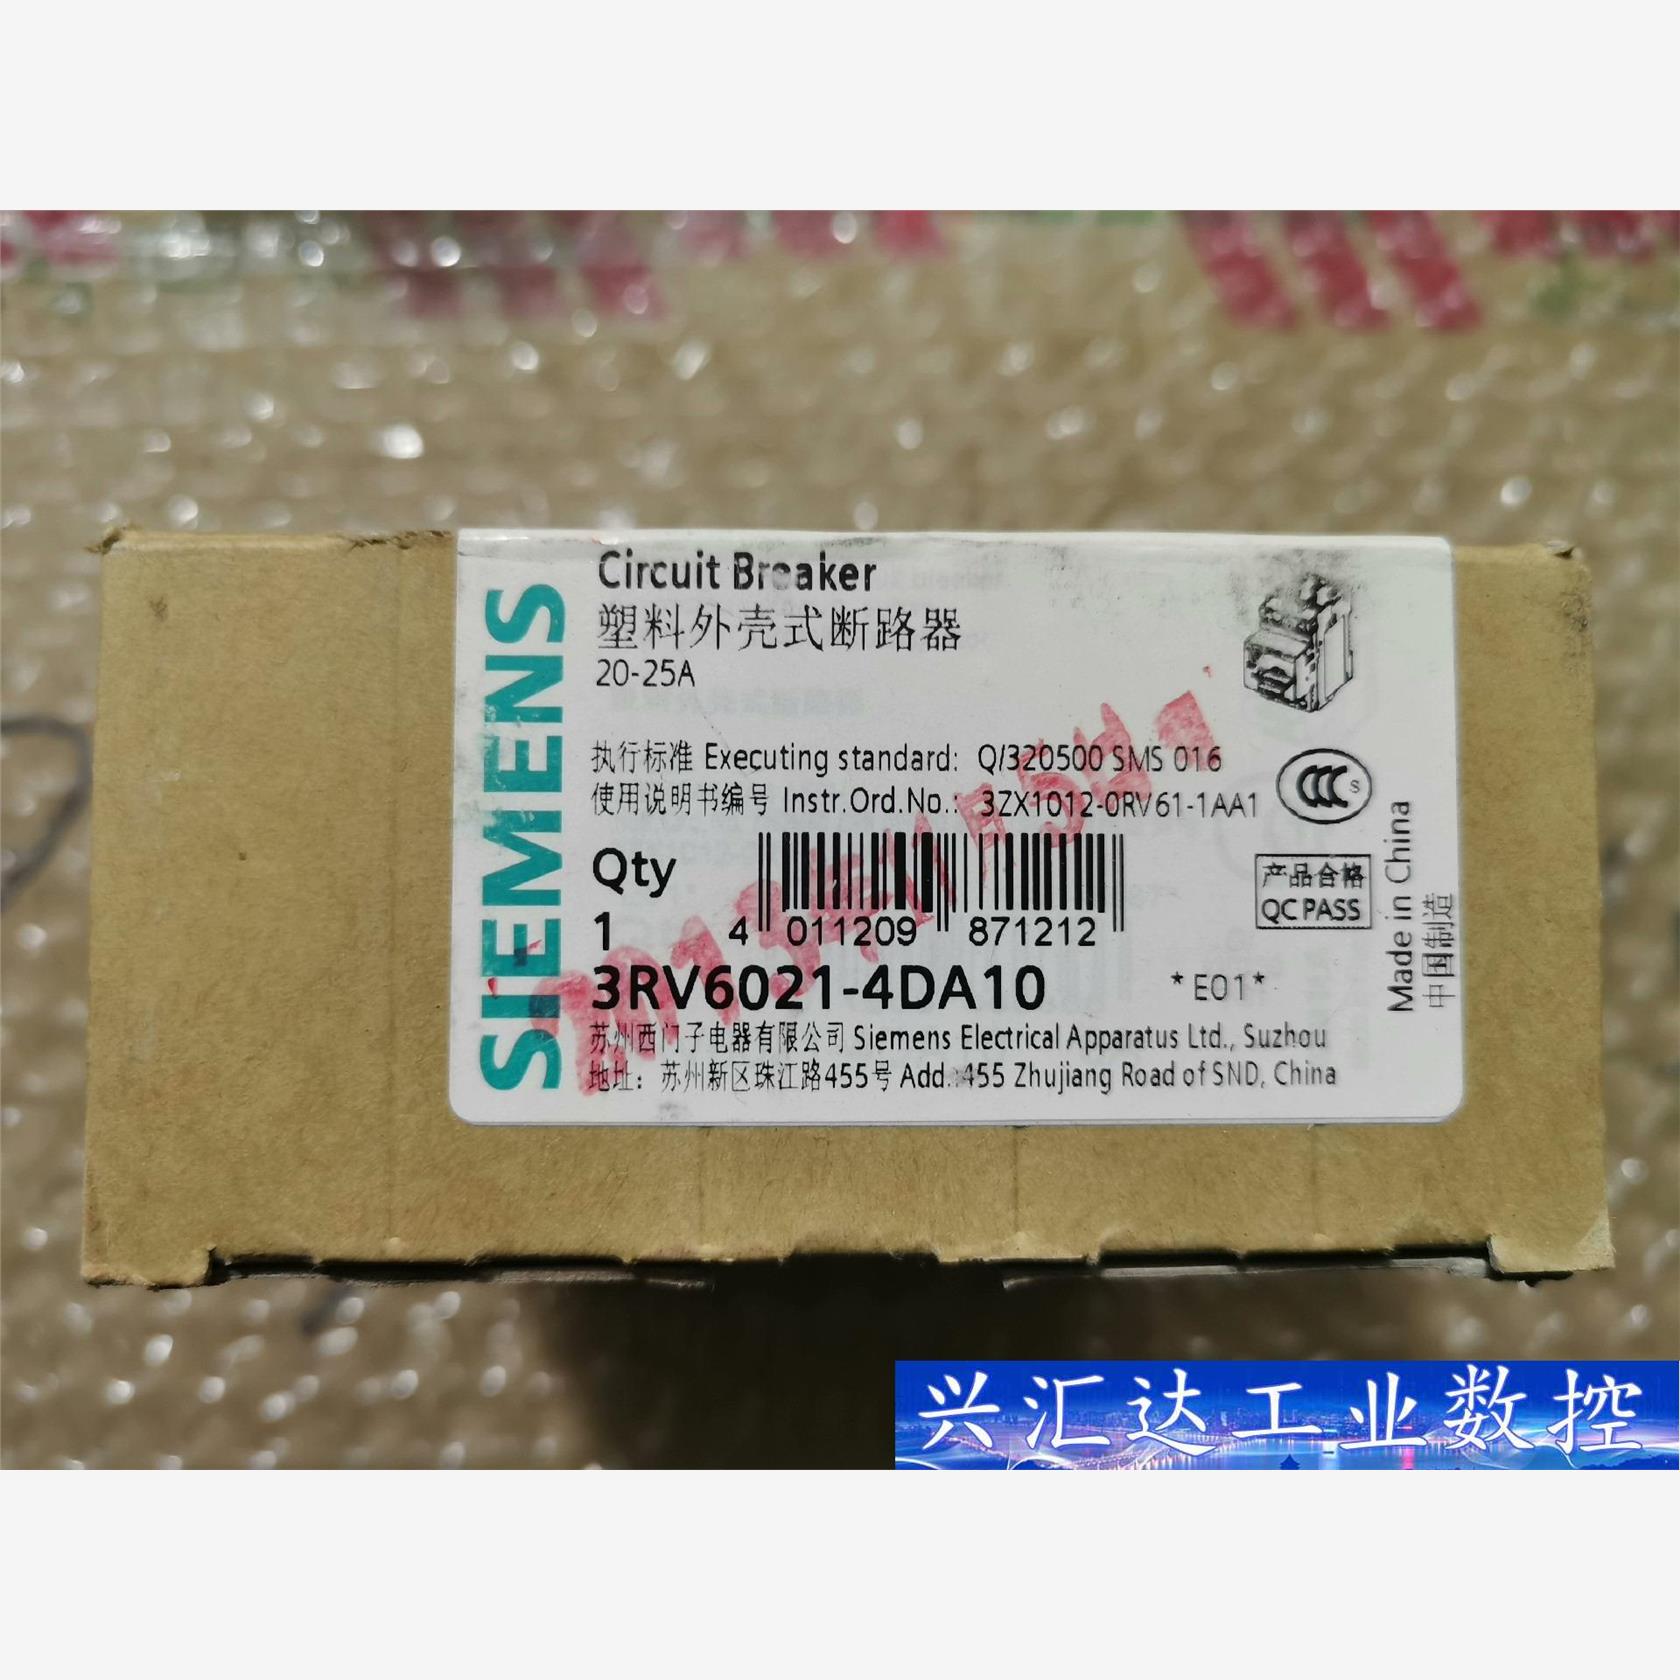 SIEMENS
Circuit Breaker
塑料外壳式断路器
20-25A
执行标准 Executing standard: Q/320500 SMS 016
使用说明书编号 Instr.Ord.No.: 3ZX1012-0RV61-1AA1
Qty
1
4 011209 871212
3RV6021-4DA10 *E01*
苏州西门子电器有限公司 Siemens Electrical Apparatus Ltd., Suzhou
地址: 苏州新区珠江路455号 Add.:455 Zhujiang Road of SND, China
CCC S
产品合格
QC PASS
Made in China
中国制造
兴汇达工业数控